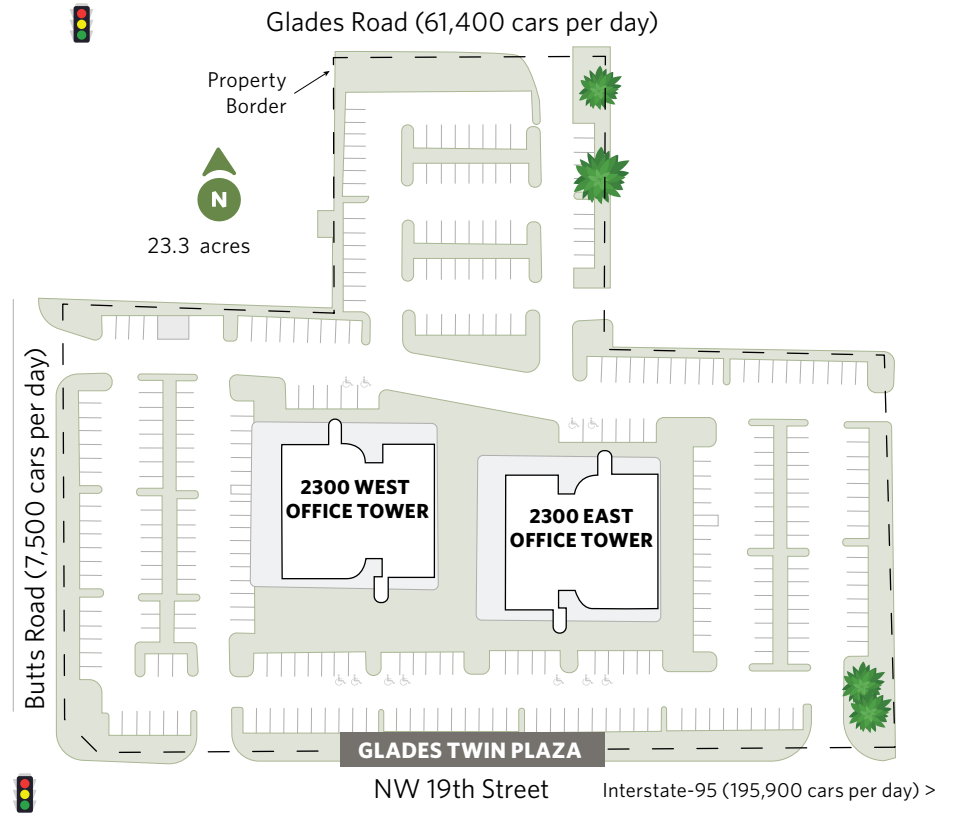 Glades Road (61,400 cars per day)
Property
Border
N
23.3 acres
Butts Road (7,500 cars per day)
2300 WEST
OFFICE TOWER
2300 EAST
OFFICE TOWER
GLADES TWIN PLAZA
NW 19th Street
Interstate-95 (195,900 cars per day) >